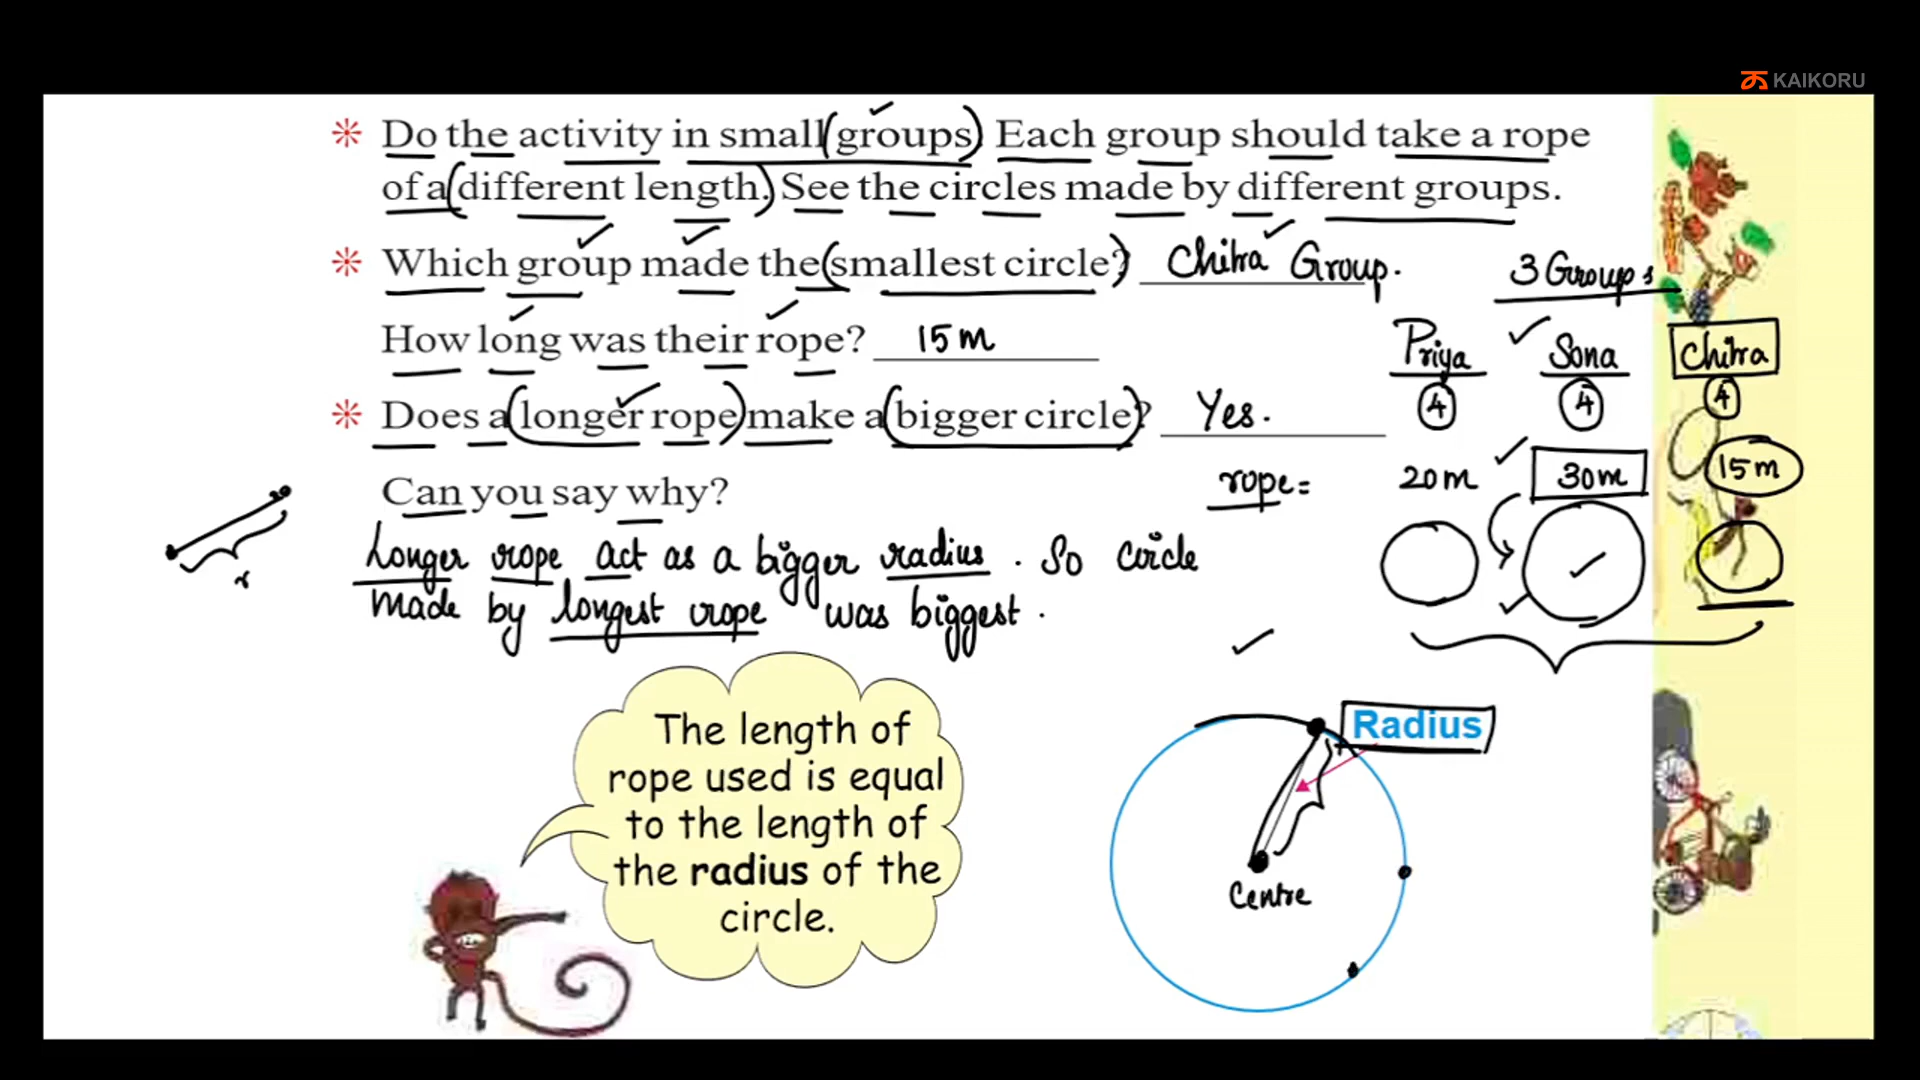 KAIKORU
Do the activity in small groups. Each group should take a rope
of a different length. See the circles made by different groups.
Which group made the smallest circle? Chitra Group.
3 Groups
How long was their rope? 15m
Priya Sona Chitra
4 4 4
Does a longer rope make a bigger circle? Yes.
rope= 20m 30m 15m
Can you say why?
Longer rope act as a bigger radius. So circle
made by longest rope was biggest.
r
The length of
rope used is equal
to the length of
the radius of the
circle.
Radius
Centre